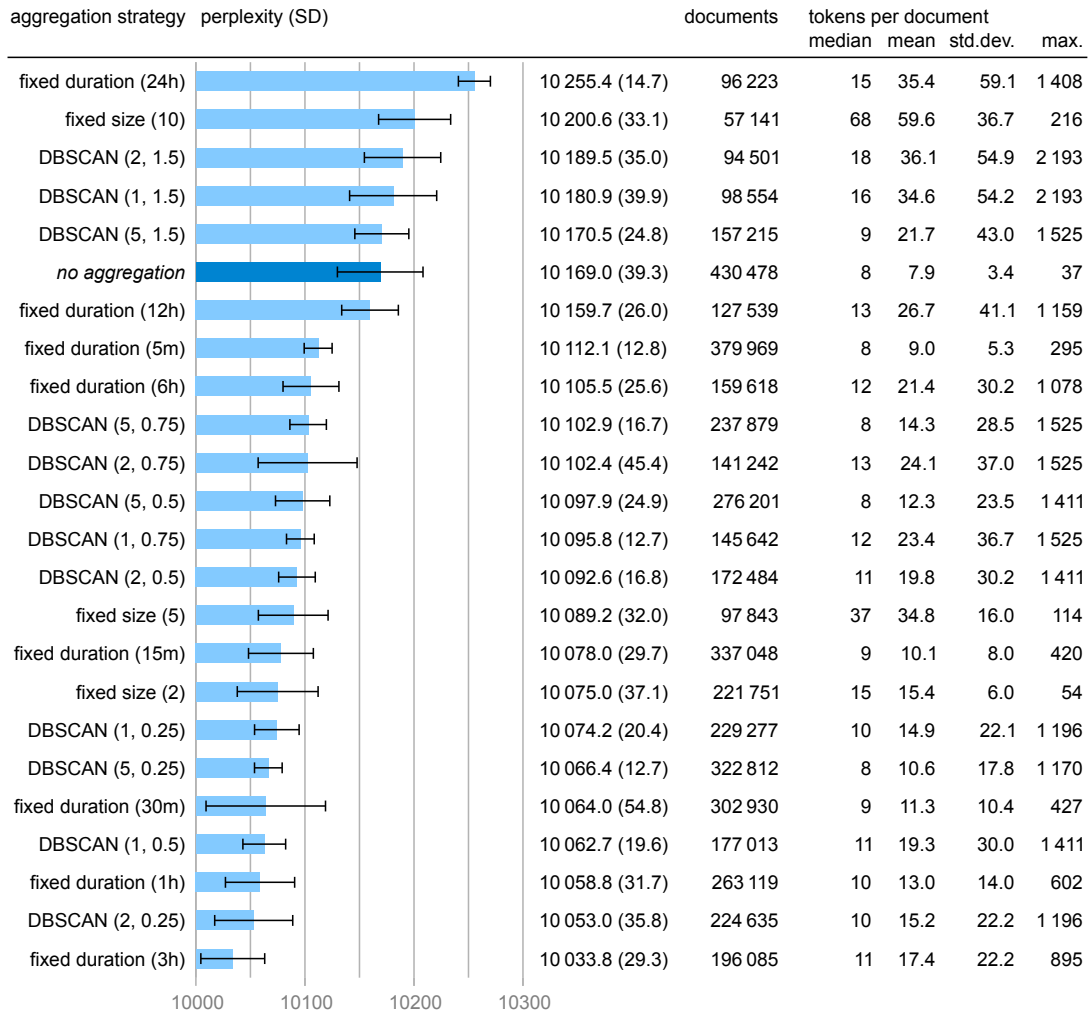 aggregation strategy perplexity (SD) documents tokens per document
median mean std.dev. max.
fixed duration (24h) 10 255.4 (14.7) 96 223 15 35.4 59.1 1 408
fixed size (10) 10 200.6 (33.1) 57 141 68 59.6 36.7 216
DBSCAN (2, 1.5) 10 189.5 (35.0) 94 501 18 36.1 54.9 2 193
DBSCAN (1, 1.5) 10 180.9 (39.9) 98 554 16 34.6 54.2 2 193
DBSCAN (5, 1.5) 10 170.5 (24.8) 157 215 9 21.7 43.0 1 525
no aggregation 10 169.0 (39.3) 430 478 8 7.9 3.4 37
fixed duration (12h) 10 159.7 (26.0) 127 539 13 26.7 41.1 1 159
fixed duration (5m) 10 112.1 (12.8) 379 969 8 9.0 5.3 295
fixed duration (6h) 10 105.5 (25.6) 159 618 12 21.4 30.2 1 078
DBSCAN (5, 0.75) 10 102.9 (16.7) 237 879 8 14.3 28.5 1 525
DBSCAN (2, 0.75) 10 102.4 (45.4) 141 242 13 24.1 37.0 1 525
DBSCAN (5, 0.5) 10 097.9 (24.9) 276 201 8 12.3 23.5 1 411
DBSCAN (1, 0.75) 10 095.8 (12.7) 145 642 12 23.4 36.7 1 525
DBSCAN (2, 0.5) 10 092.6 (16.8) 172 484 11 19.8 30.2 1 411
fixed size (5) 10 089.2 (32.0) 97 843 37 34.8 16.0 114
fixed duration (15m) 10 078.0 (29.7) 337 048 9 10.1 8.0 420
fixed size (2) 10 075.0 (37.1) 221 751 15 15.4 6.0 54
DBSCAN (1, 0.25) 10 074.2 (20.4) 229 277 10 14.9 22.1 1 196
DBSCAN (5, 0.25) 10 066.4 (12.7) 322 812 8 10.6 17.8 1 170
fixed duration (30m) 10 064.0 (54.8) 302 930 9 11.3 10.4 427
DBSCAN (1, 0.5) 10 062.7 (19.6) 177 013 11 19.3 30.0 1 411
fixed duration (1h) 10 058.8 (31.7) 263 119 10 13.0 14.0 602
DBSCAN (2, 0.25) 10 053.0 (35.8) 224 635 10 15.2 22.2 1 196
fixed duration (3h) 10 033.8 (29.3) 196 085 11 17.4 22.2 895
10000 10100 10200 10300